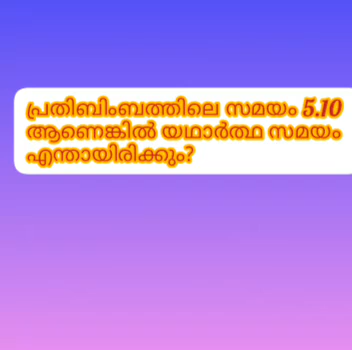 പ്രതിബിംബത്തിലെ സമയം 5.10
ആണെങ്കിൽ യഥാർത്ഥ സമയം
എന്തായിരിക്കും?